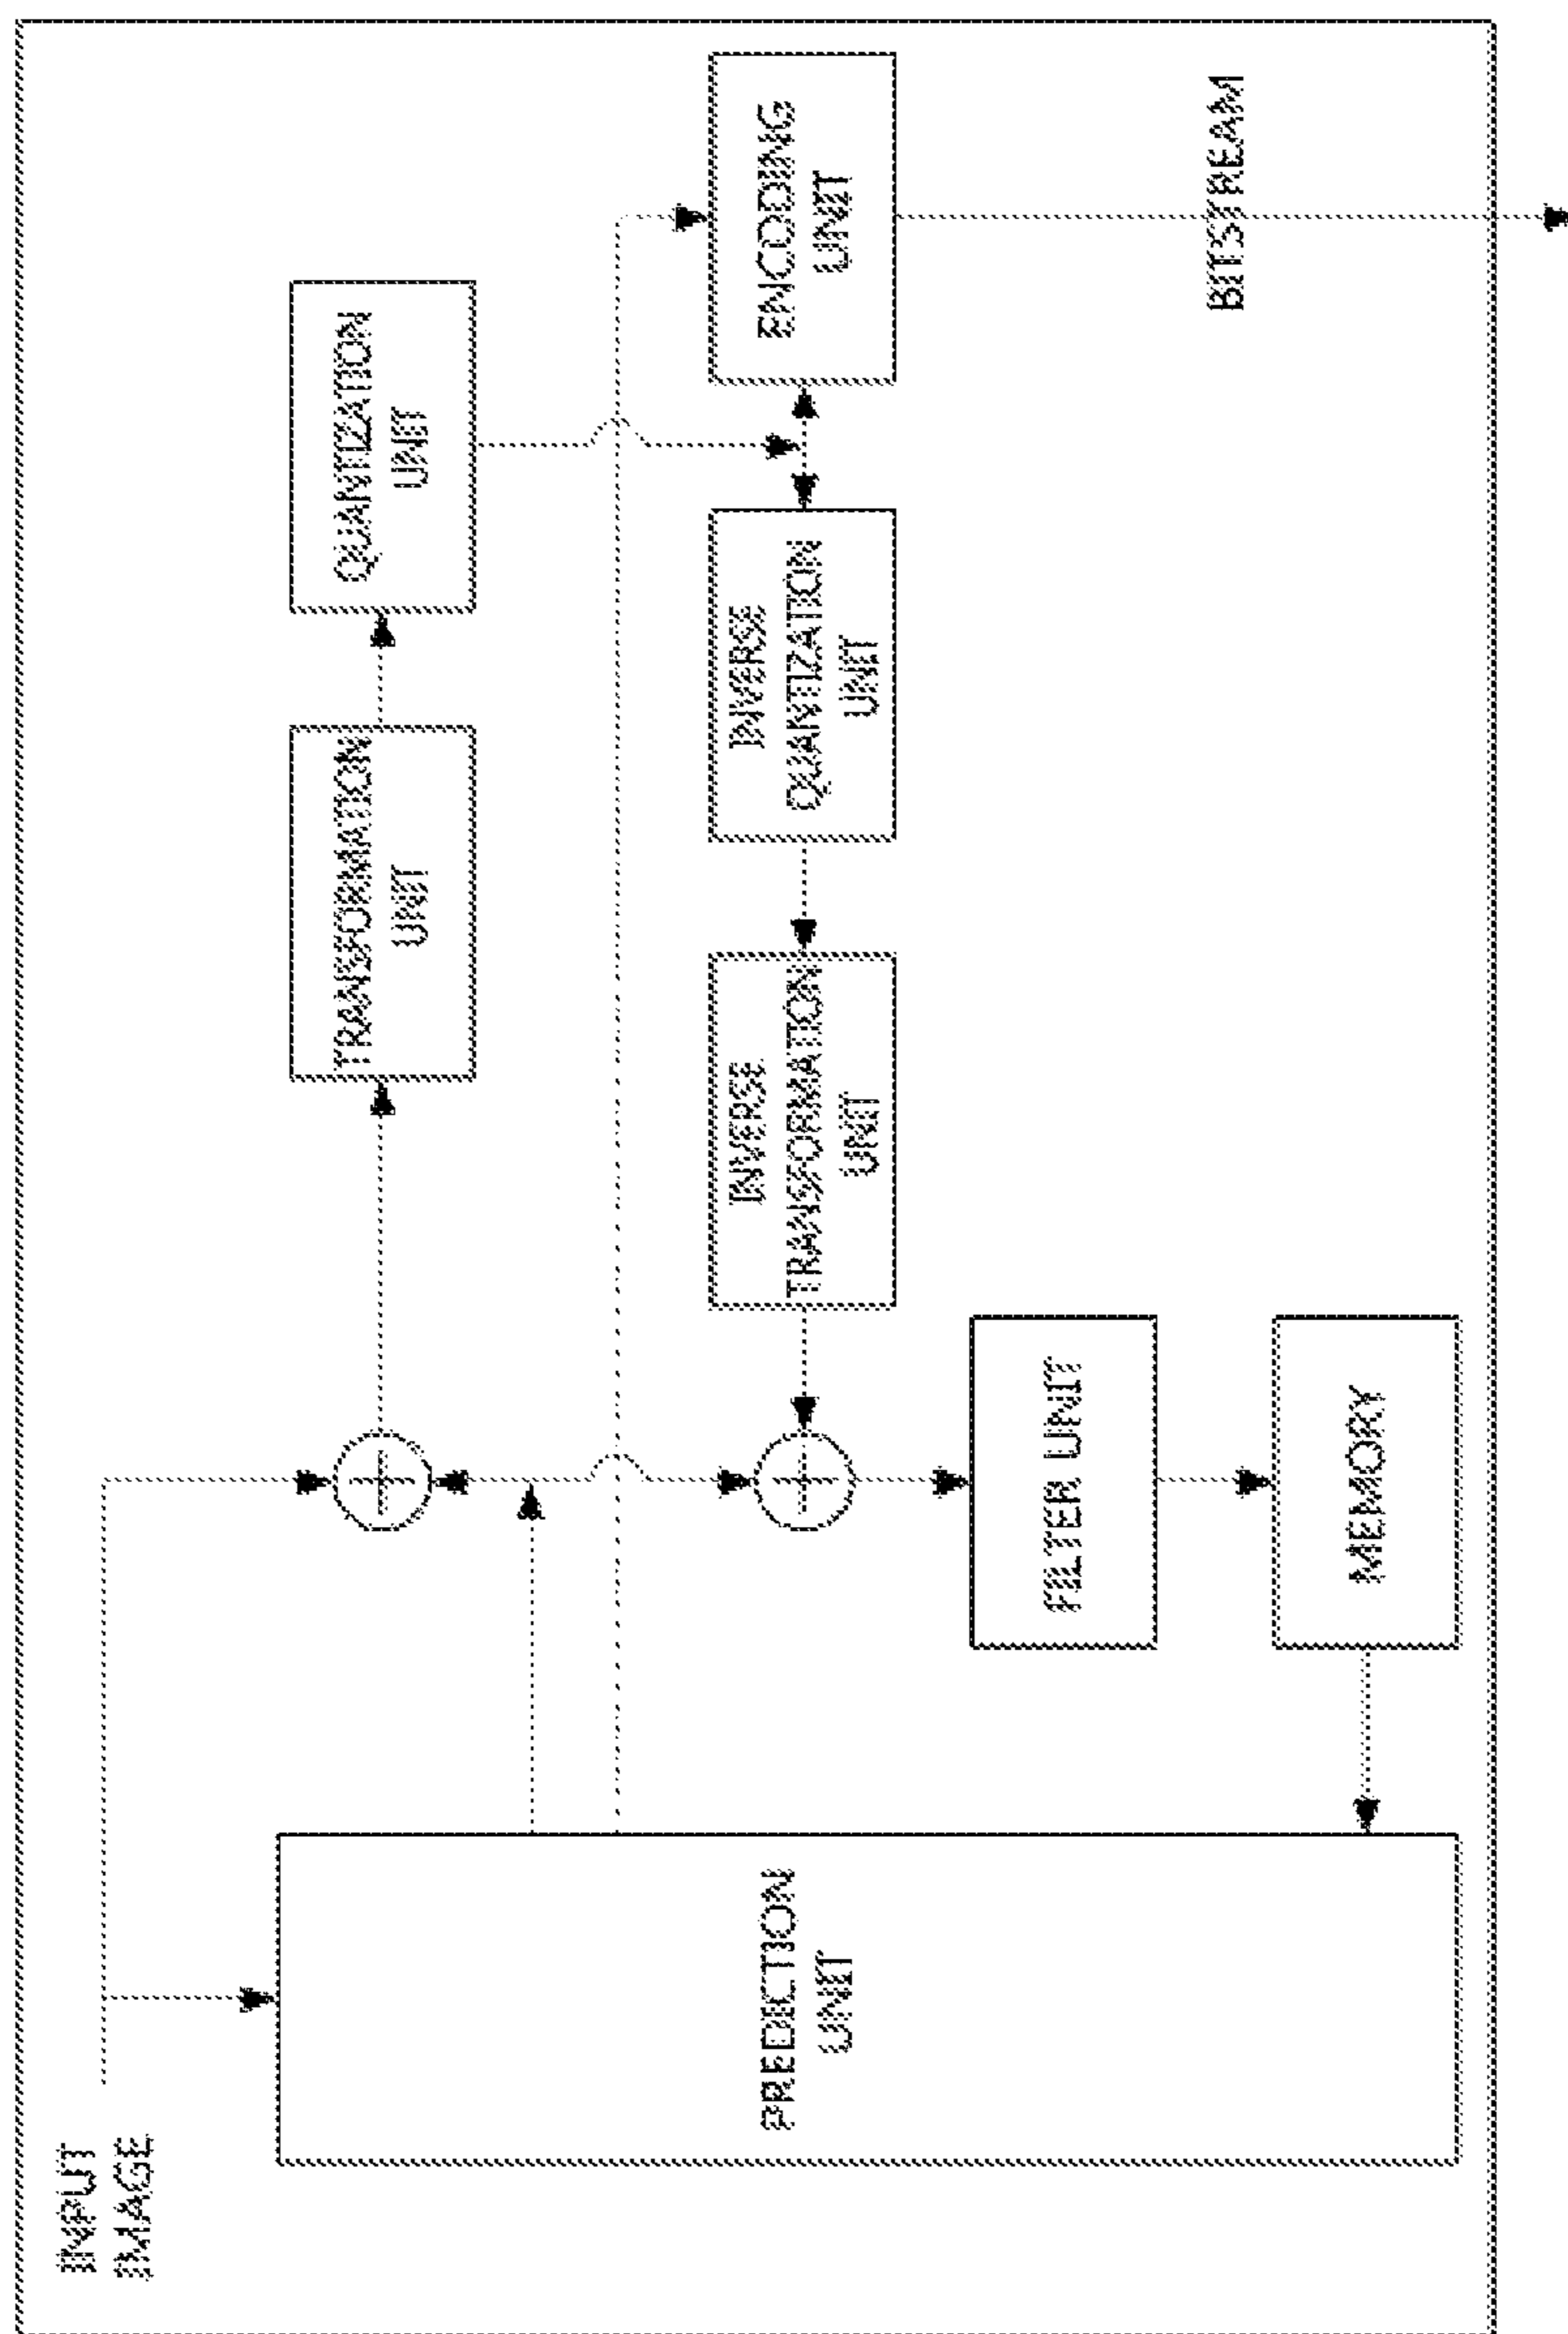 INPUT
IMAGE
TRANSFORMATION
UNIT
QUANTIZATION
UNIT
PREDICTION
UNIT
INVERSE
TRANSFORMATION
UNIT
INVERSE
QUANTIZATION
UNIT
ENCODING
UNIT
FILTER UNIT
MEMORY
BITSTREAM